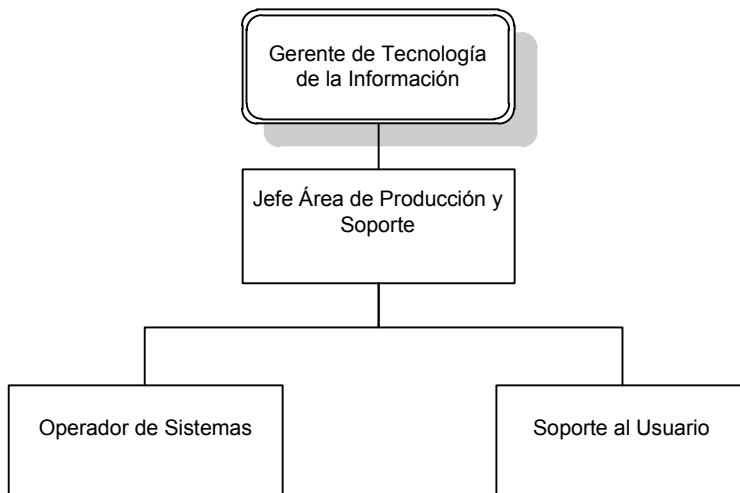 Gerente de Tecnología
de la Información
Jefe Área de Producción y
Soporte
Operador de Sistemas
Soporte al Usuario